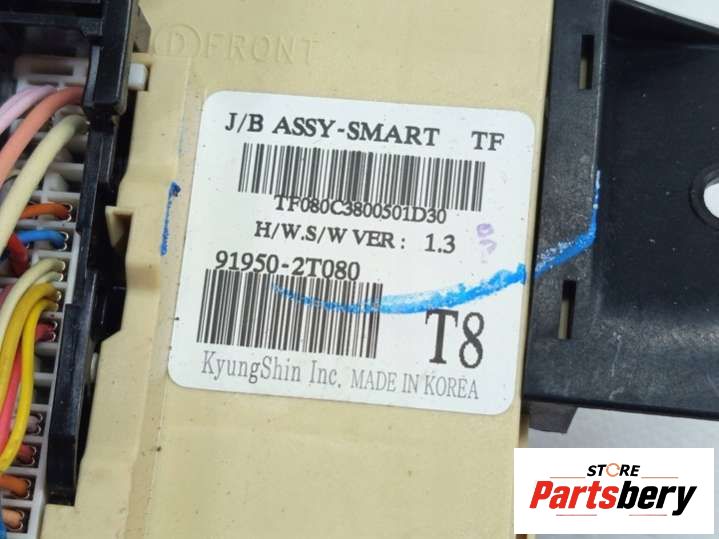 D FRONT
J/B ASSY-SMART TF
TF080C3800501D30
H/W.S/W VER : 1.3
91950-2T080
T8
KyungShin Inc. MADE IN KOREA
STORE
Partsbery